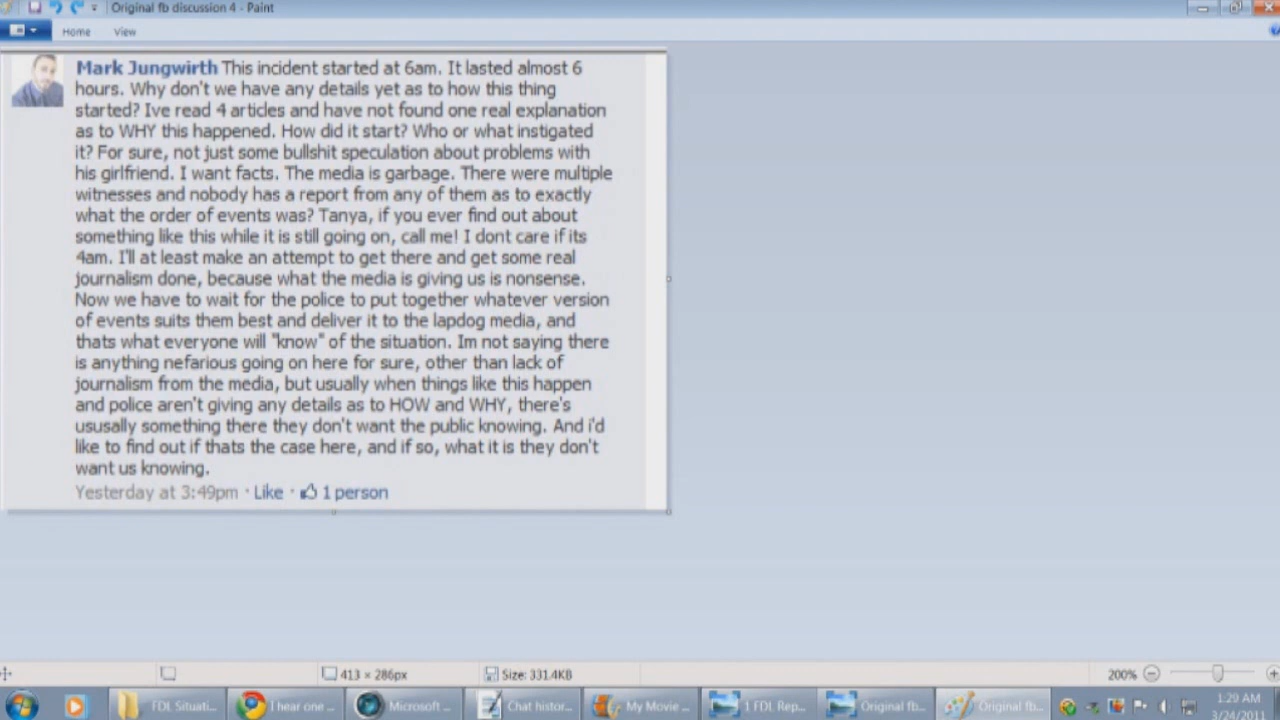 Original fb discussion 4 - Paint
Home View
Mark Jungwirth This incident started at 6am. It lasted almost 6
hours. Why don't we have any details yet as to how this thing
started? Ive read 4 articles and have not found one real explanation
as to WHY this happened. How did it start? Who or what instigated
it? For sure, not just some bullshit speculation about problems with
his girlfriend. I want facts. The media is garbage. There were multiple
witnesses and nobody has a report from any of them as to exactly
what the order of events was? Tanya, if you ever find out about
something like this while it is still going on, call me! I dont care if its
4am. I'll at least make an attempt to get there and get some real
journalism done, because what the media is giving us is nonsense.
Now we have to wait for the police to put together whatever version
of events suits them best and deliver it to the lapdog media, and
thats what everyone will "know" of the situation. Im not saying there
is anything nefarious going on here for sure, other than lack of
journalism from the media, but usually when things like this happen
and police aren't giving any details as to HOW and WHY, there's
ususally something there they don't want the public knowing. And i'd
like to find out if thats the case here, and if so, what it is they don't
want us knowing.
Yesterday at 3:49pm · Like · 1 person
413 × 286px Size: 331.4KB 200%
FDL Situati... I hear one ... Microsoft ... Chat histor... My Movie ... 1 FDL Rep... Original fb... Original fb...
1:29 AM
3/24/2011